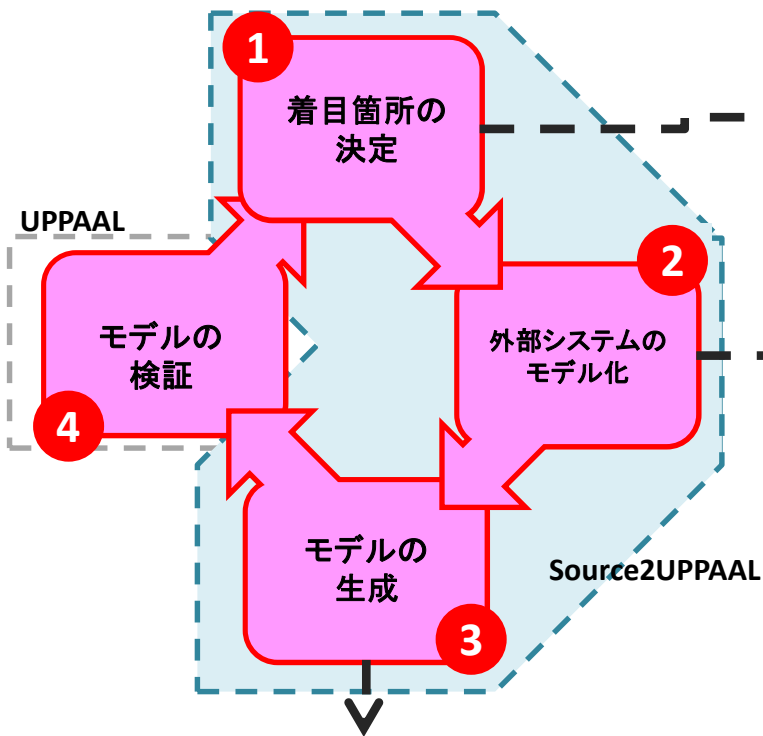 1
着目箇所の
決定
UPPAAL
2
外部システムの
モデル化
モデルの
検証
4
モデルの
生成
Source2UPPAAL
3